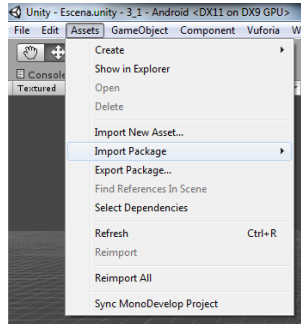 Unity - Escena.unity - 3_1 - Android <DX11 on DX9 GPU>
File Edit Assets GameObject Component Vuforia
Console
Textured
Create
Show in Explorer
Open
Delete
Import New Asset...
Import Package
Export Package...
Find References In Scene
Select Dependencies
Refresh Ctrl+R
Reimport
Reimport All
Sync MonoDevelop Project